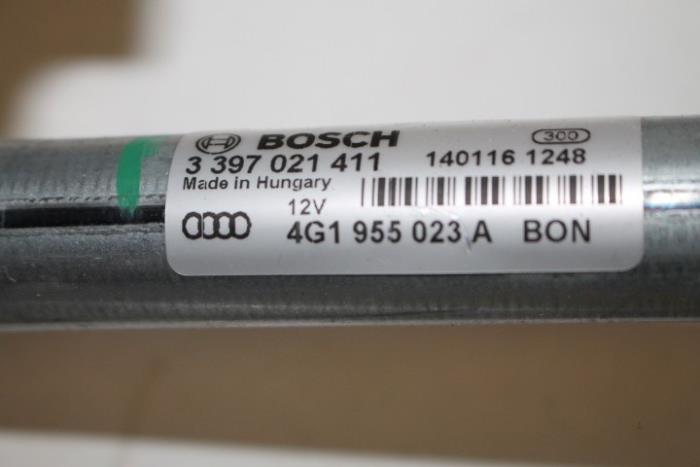 BOSCH 300
3 397 021 411 140116 1248
Made in Hungary
12V
4G1 955 023 A BON